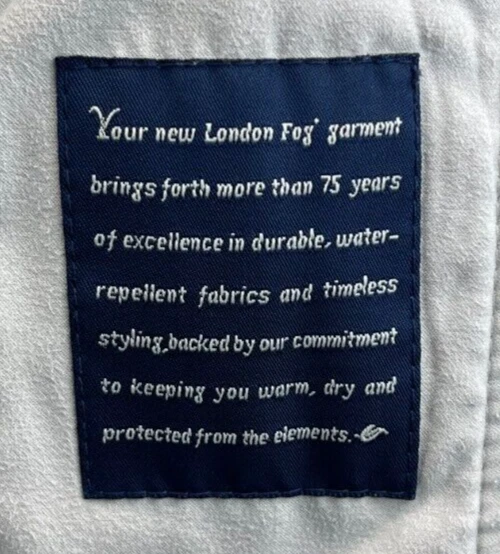 Your new London Fog® garment
brings forth more than 75 years
of excellence in durable, water-
repellent fabrics and timeless
styling, backed by our commitment
to keeping you warm, dry and
protected from the elements.